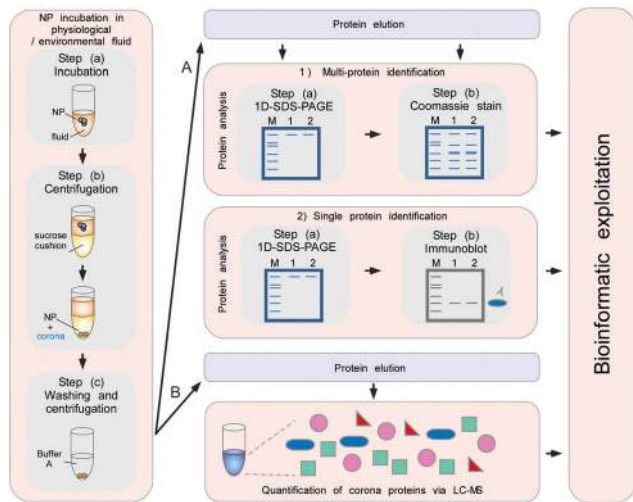 NP incubation in
physiological
/ environmental fluid
Step (a)
Incubation
NP
fluid
Step (b)
Centrifugation
sucrose
cushion
NP
+
corona
Step (c)
Washing and
centrifugation
Buffer
A
A
B
Protein elution
1) Multi-protein identification
Protein analysis
Step (a)
1D-SDS-PAGE
M 1 2
Step (b)
Coomassie stain
M 1 2
2) Single protein identification
Protein analysis
Step (a)
1D-SDS-PAGE
M 1 2
Step (b)
Immunoblot
M 1 2
Protein elution
Quantification of corona proteins via LC-MS
Bioinformatic exploitation